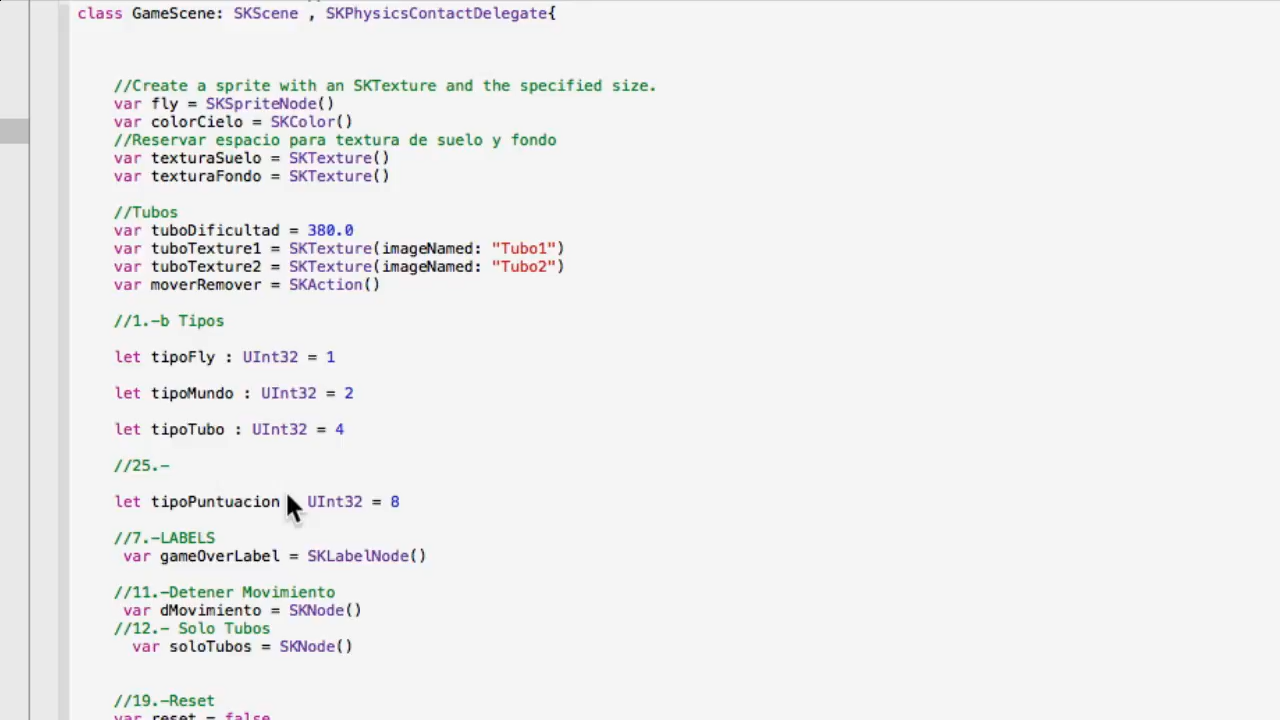 class GameScene: SKScene , SKPhysicsContactDelegate{
//Create a sprite with an SKTexture and the specified size.
var fly = SKSpriteNode()
var colorCielo = SKColor()
//Reservar espacio para textura de suelo y fondo
var texturaSuelo = SKTexture()
var texturaFondo = SKTexture()
//Tubos
var tuboDificultad = 380.0
var tuboTexture1 = SKTexture(imageNamed: "Tubo1")
var tuboTexture2 = SKTexture(imageNamed: "Tubo2")
var moverRemover = SKAction()
//1.-b Tipos
let tipoFly : UInt32 = 1
let tipoMundo : UInt32 = 2
let tipoTubo : UInt32 = 4
//25.-
let tipoPuntuacion UInt32 = 8
//7.-LABELS
var gameOverLabel = SKLabelNode()
//11.-Detener Movimiento
var dMovimiento = SKNode()
//12.- Solo Tubos
var soloTubos = SKNode()
//19.-Reset
var reset = false